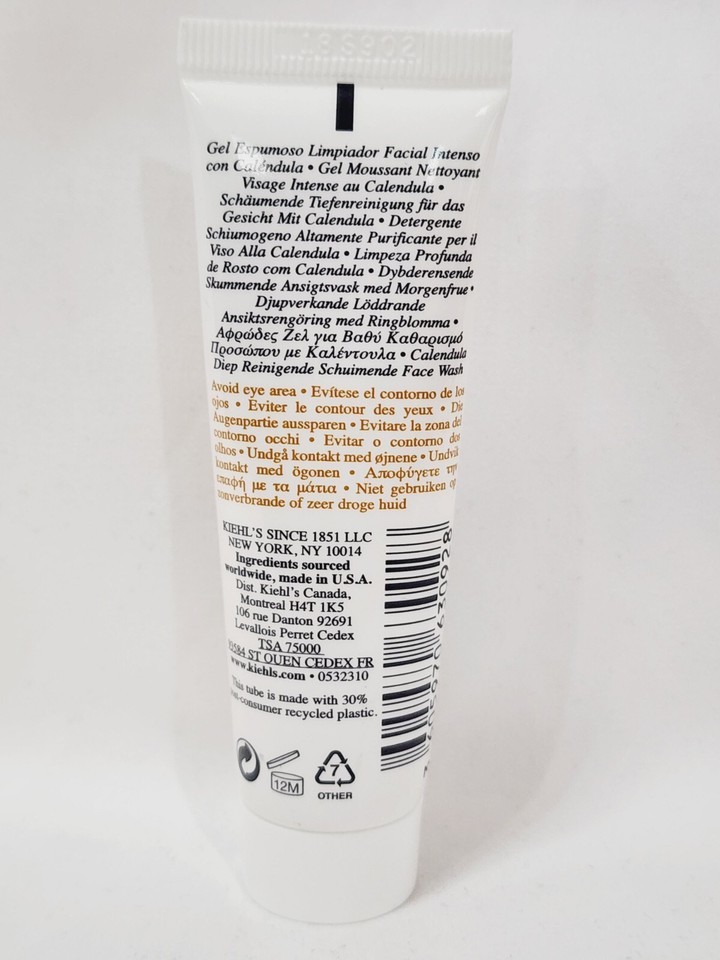 Gel Espumoso Limpiador Facial Intenso
con Caléndula • Gel Moussant Nettoyant
Visage Intense au Calendula •
Schäumende Tiefenreinigung für das
Gesicht Mit Calendula • Detergente
Schiumogeno Altamente Purificante per il
Viso Alla Calendula • Limpeza Profunda
de Rosto com Calendula • Dybderensende
Skummende Ansigtsvask med Morgenfrue •
Djupverkande Löddrande
Ansiktsrengöring med Ringblomma •
Αφρώδες Ζελ για Βαθύ Καθαρισμό
Προσώπου με Καλέντουλα • Calendula
Diep Reinigende Schuimende Face Wash
Avoid eye area • Evítese el contorno de los
ojos • Eviter le contour des yeux • Die
Augenpartie aussparen • Evitare la zona del
contorno occhi • Evitar o contorno dos
olhos • Undgå kontakt med øjnene • Undvik
kontakt med ögonen • Αποφύγετε την
επαφή με τα μάτια • Niet gebruiken op
zonverbrande of zeer droge huid
KIEHL'S SINCE 1851 LLC
NEW YORK, NY 10014
Ingredients sourced
worldwide, made in U.S.A.
Dist. Kiehl's Canada,
Montreal H4T 1K5
106 rue Danton 92691
Levallois Perret Cedex
TSA 75000
93584 ST OUEN CEDEX FR
www.kiehls.com • 0532310
This tube is made with 30%
post-consumer recycled plastic.
12M
7
OTHER